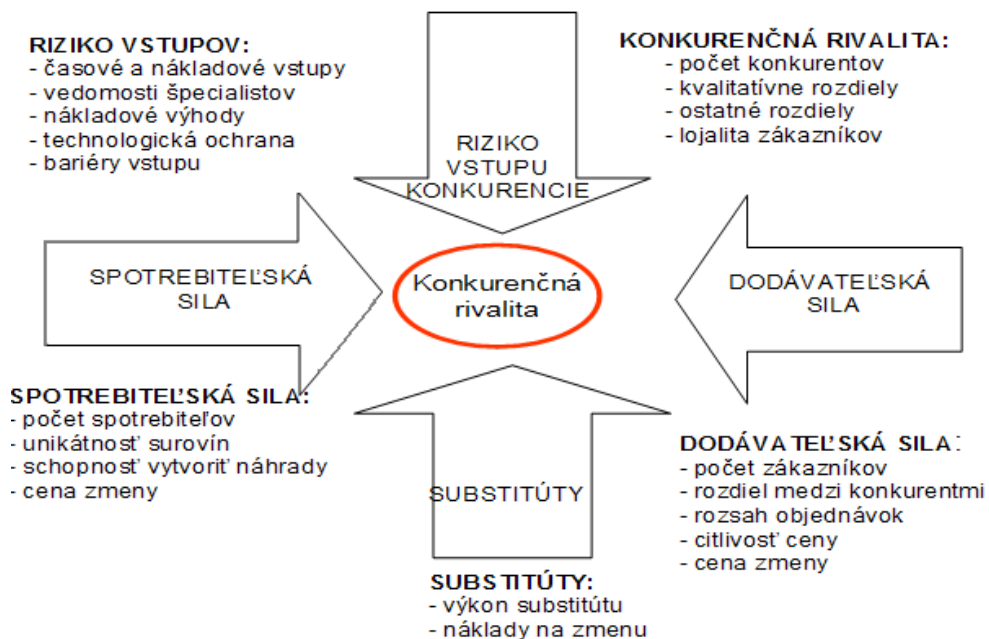 RIZIKO VSTUPOV:
- časové a nákladové vstupy
- vedomosti špecialistov
- nákladové výhody
- technologická ochrana
- bariéry vstupu
KONKURENČNÁ RIVALITA:
- počet konkurentov
- kvalitatívne rozdiely
- ostatné rozdiely
- lojalita zákazníkov
RIZIKO
VSTUPU
KONKURENCIE
SPOTREBITEĽSKÁ
SILA
Konkurenčná
rivalita
DODÁVATEĽSKÁ
SILA
SPOTREBITEĽSKÁ SILA:
- počet spotrebiteľov
- unikátnosť surovín
- schopnosť vytvoriť náhrady
- cena zmeny
SUBSTITÚTY
DODÁVATEĽSKÁ SILA:
- počet zákazníkov
- rozdiel medzi konkurentmi
- rozsah objednávok
- citlivosť ceny
- cena zmeny
SUBSTITÚTY:
- výkon substitútu
- náklady na zmenu